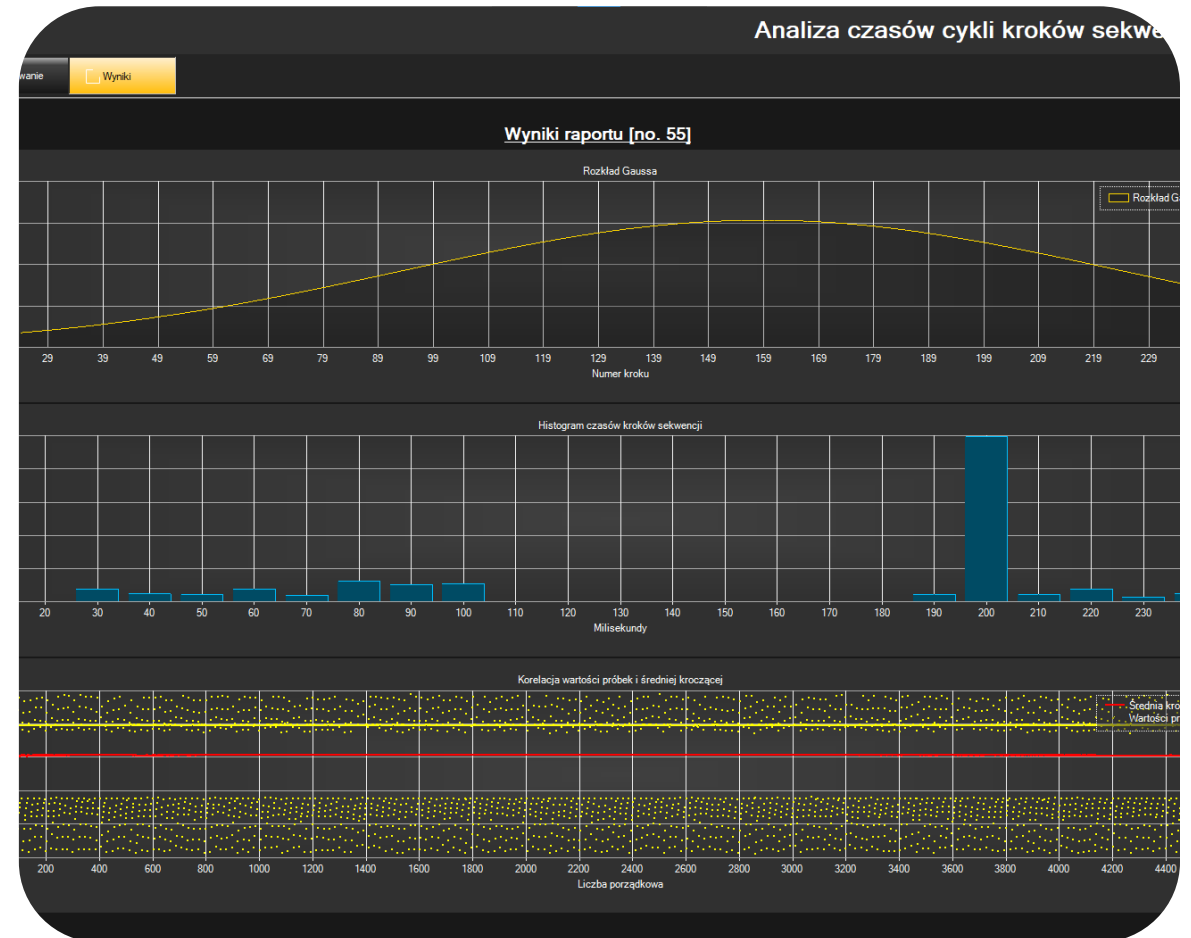 Analiza czasów cykli kroków sekwe
wanie
Wyniki
Wyniki raportu [no. 55]
Rozkład Gaussa
Rozkład Ga
29 39 49 59 69 79 89 99 109 119 129 139 149 159 169 179 189 199 209 219 229
Numer kroku
Histogram czasów kroków sekwencji
20 30 40 50 60 70 80 90 100 110 120 130 140 150 160 170 180 190 200 210 220 230
Milisekundy
Korelacja wartości próbek i średniej kroczącej
Średnia kro
Wartości pr
200 400 600 800 1000 1200 1400 1600 1800 2000 2200 2400 2600 2800 3000 3200 3400 3600 3800 4000 4200 4400
Liczba porządkowa